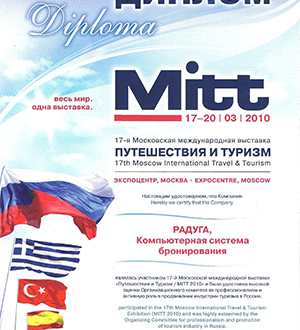 ДИПЛОМ
Diploma
Mitt
весь мир.
одна выставка.
17–20 | 03 | 2010
17-я Московская международная выставка
ПУТЕШЕСТВИЯ И ТУРИЗМ
17th Moscow International Travel & Tourism
ЭКСПОЦЕНТР, МОСКВА - EXPOCENTRE, MOSCOW
Настоящим удостоверяем, что Компания
Hereby we certify that the Company
РАДУГА,
Компьютерная система
бронирования
являлась участником 17-й Московской международной выставки
«Путешествия и Туризм / MITT 2010» и была удостоена высокой
оценки Организационного комитета за профессионализм и
активную роль в продвижении индустрии туризма в России.
participated in the 17th Moscow International Travel & Tourism
Exhibition (MITT 2010) and was highly esteemed by the
Organizing Committee for professionalism and promotion
of tourism industry in Russia.